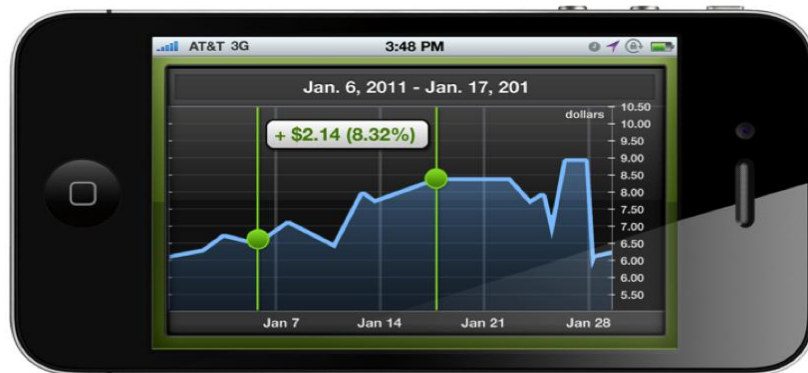 AT&T 3G 3:48 PM
Jan. 6, 2011 - Jan. 17, 201
dollars
+ $2.14 (8.32%)
10.50
10.00
9.50
9.00
8.50
8.00
7.50
7.00
6.50
6.00
5.50
Jan 7 Jan 14 Jan 21 Jan 28